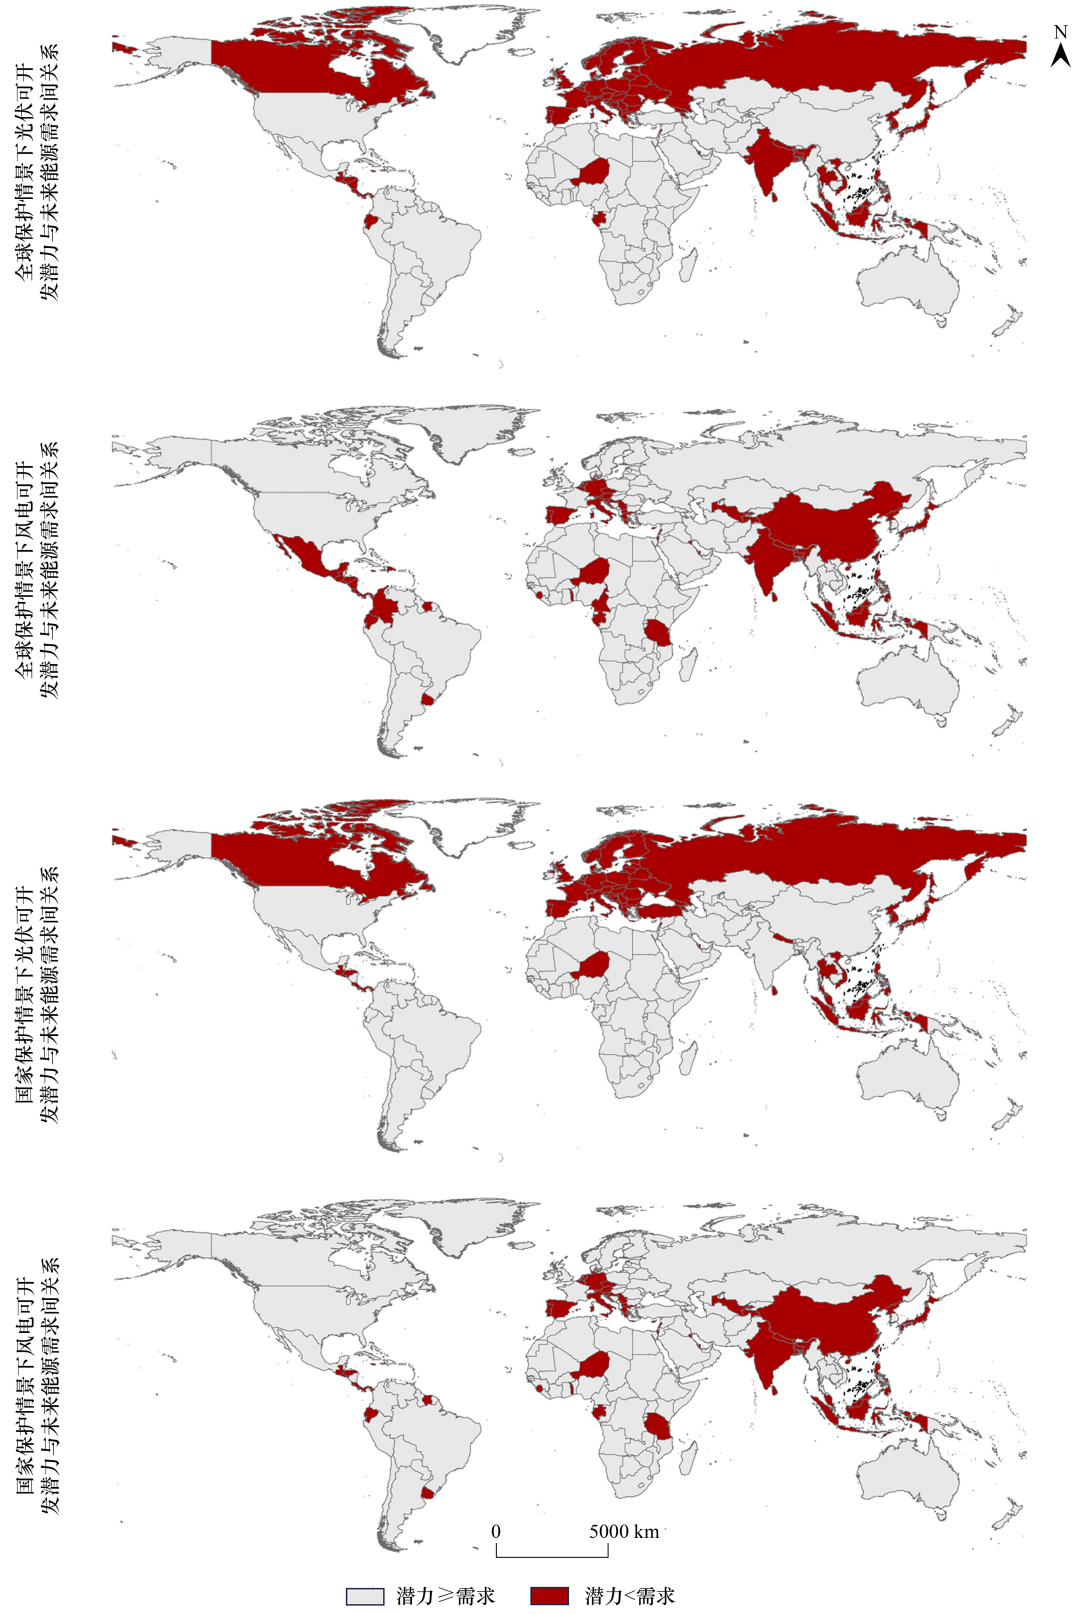 N
全球保护情景下光伏可开
发潜力与未来能源需求间关系
全球保护情景下风电可开
发潜力与未来能源需求间关系
国家保护情景下光伏可开
发潜力与未来能源需求间关系
国家保护情景下风电可开
发潜力与未来能源需求间关系
0 5000 km
潜力≥需求 潜力<需求